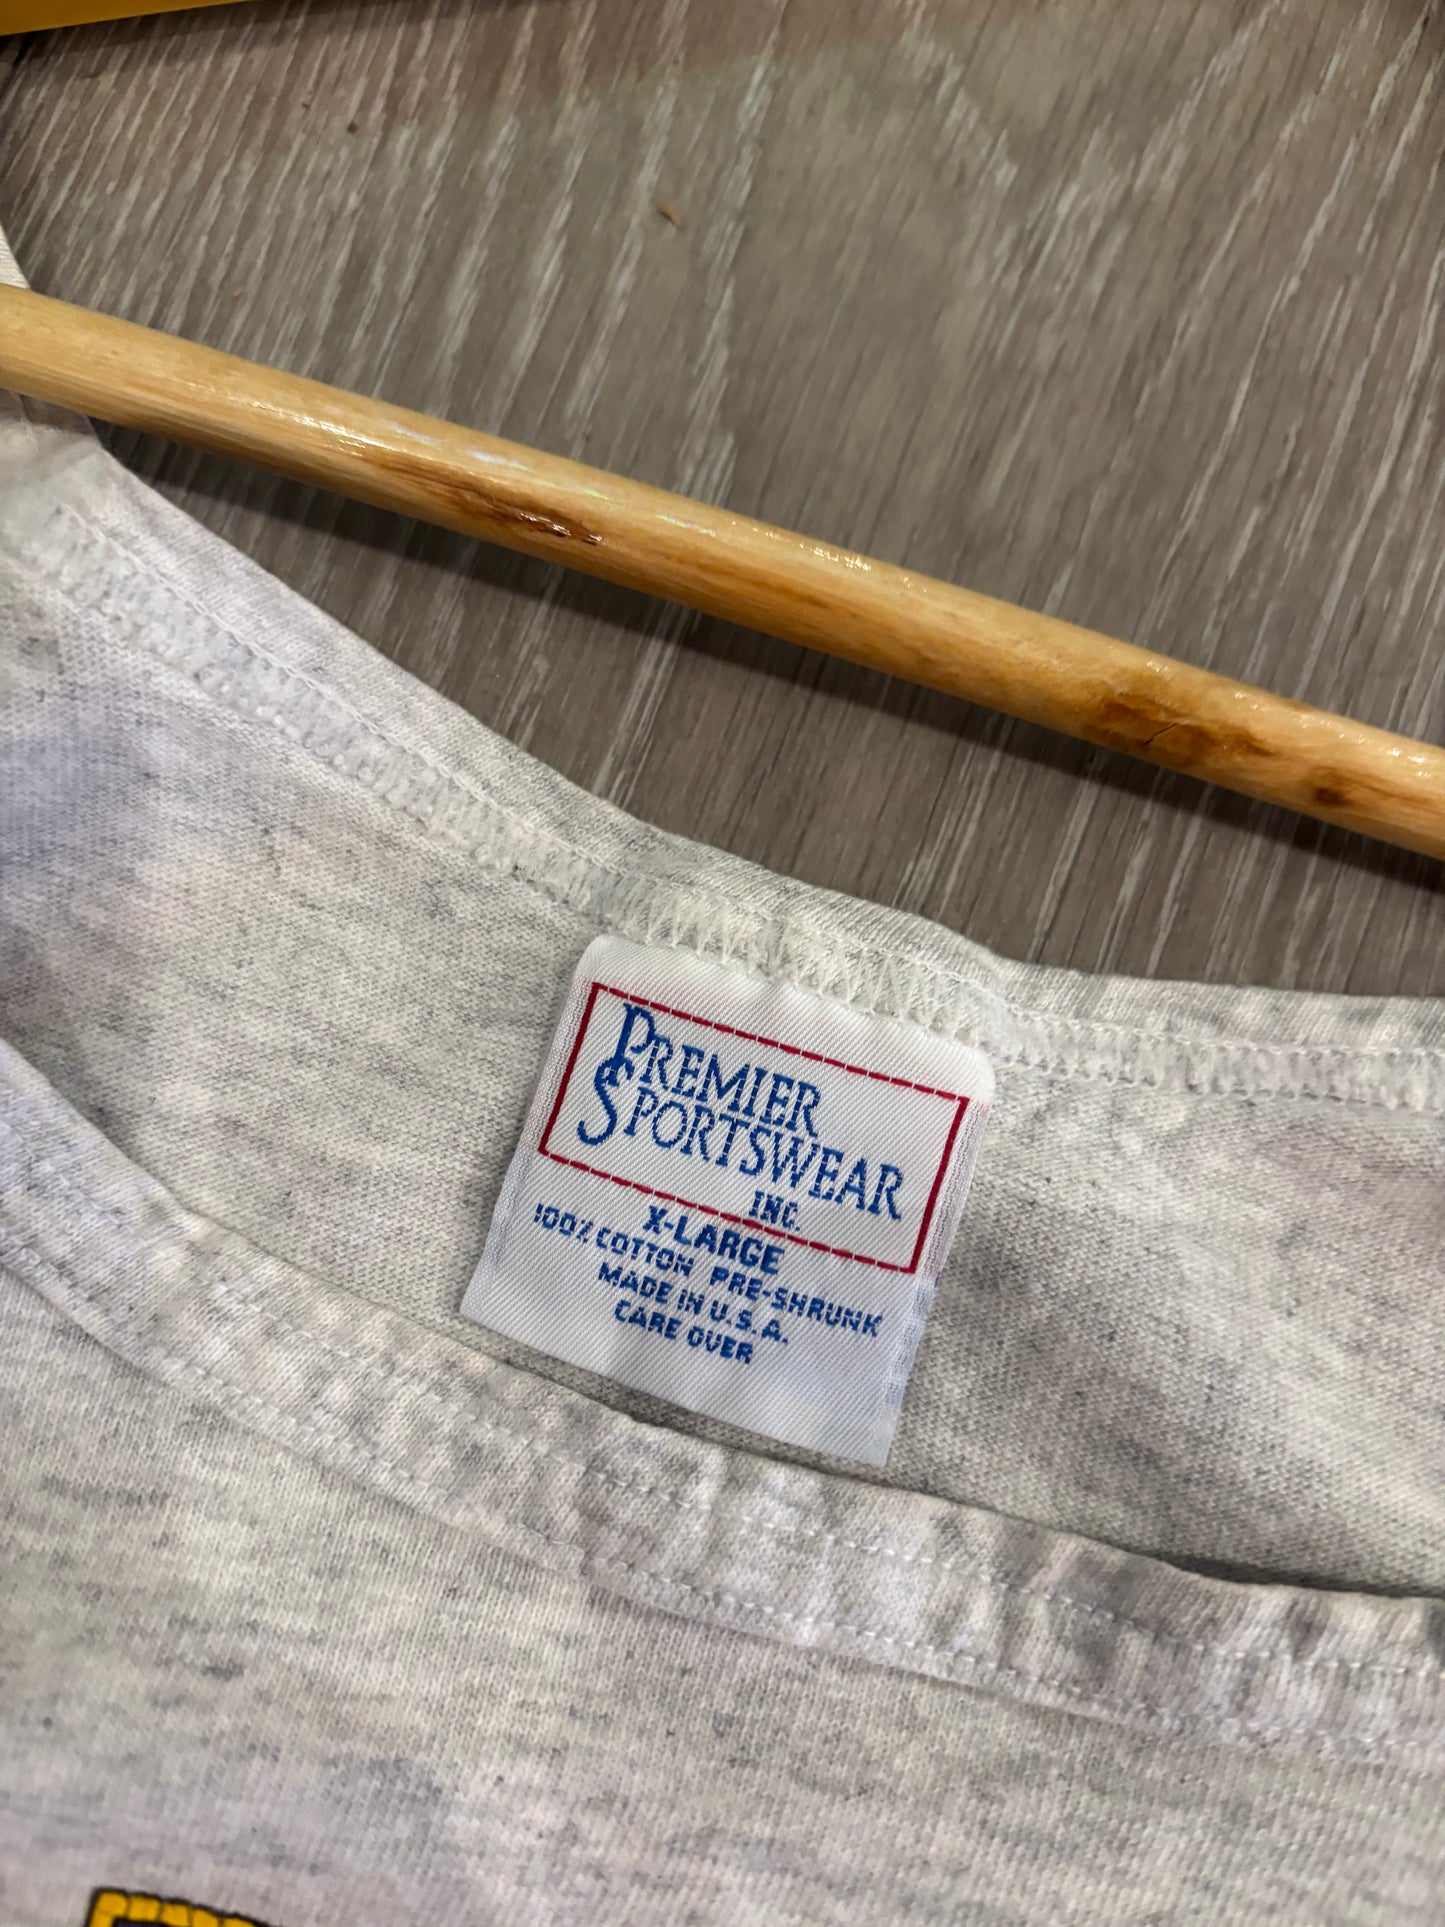 PREMIER
SPORTSWEAR
INC.
X-LARGE
100% COTTON PRE-SHRUNK
MADE IN U.S.A.
CARE OVER